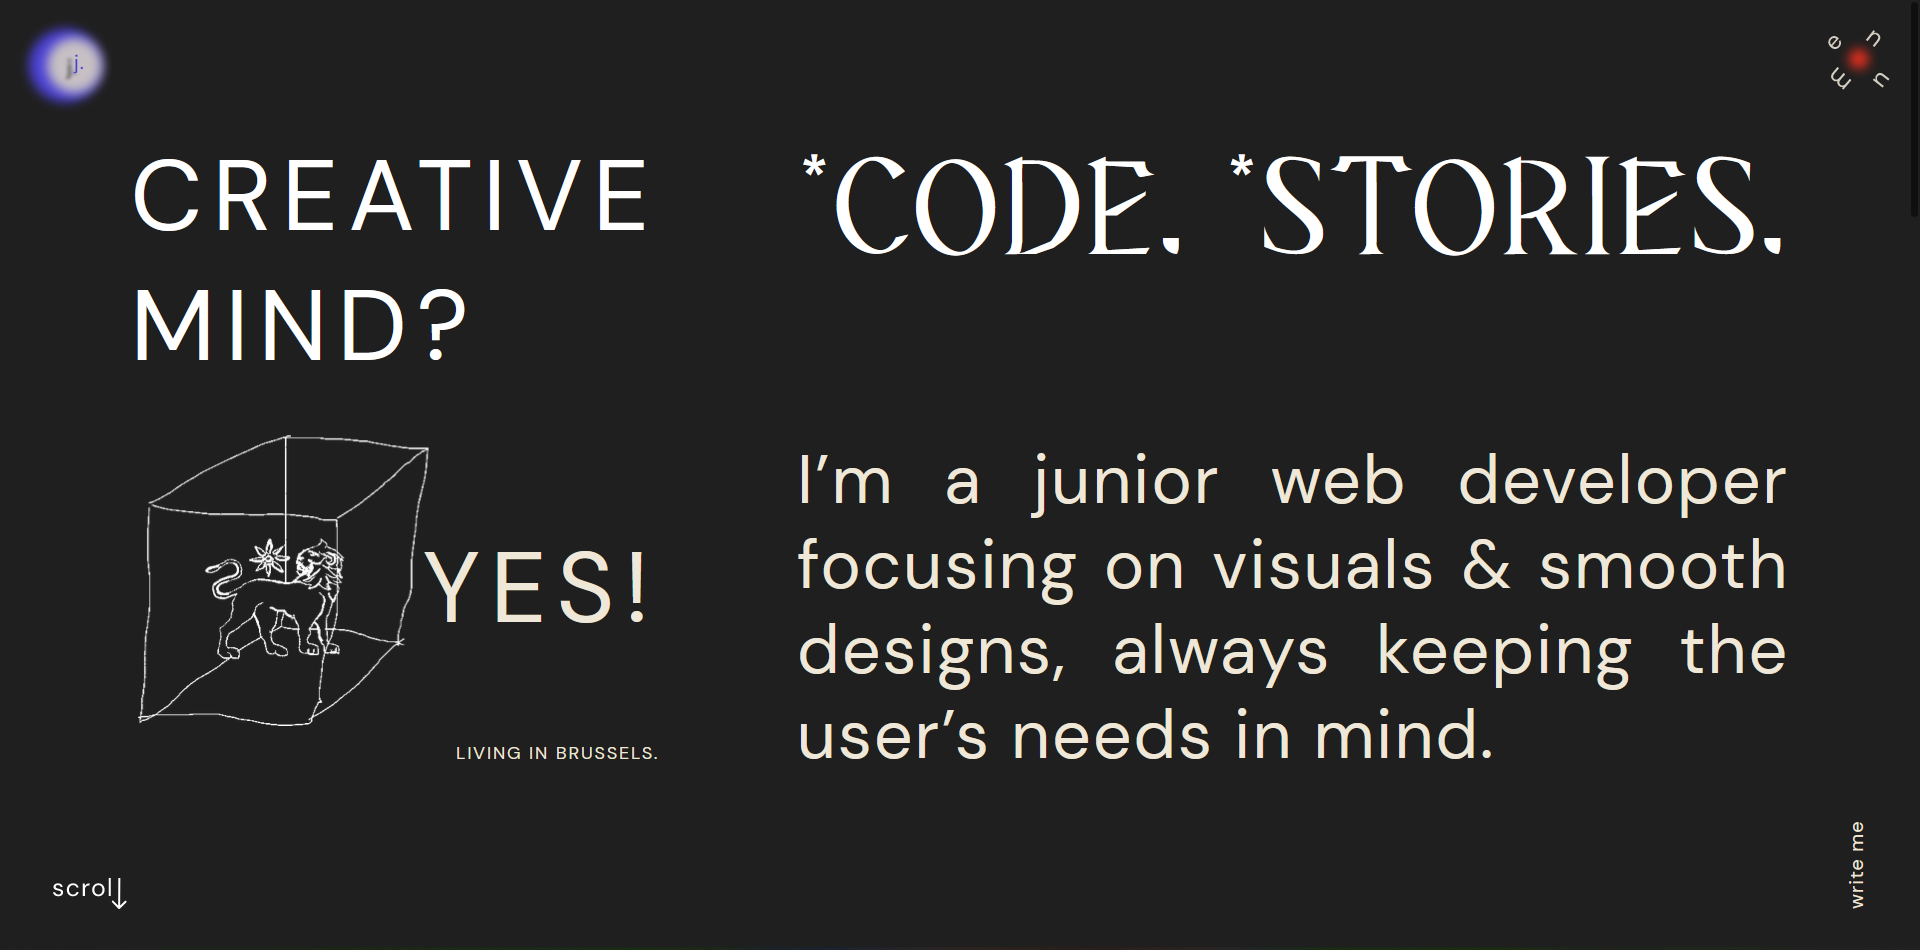 j.
menu
CREATIVE
MIND?
*CODE. *STORIES.
YES!
I’m a junior web developer
focusing on visuals & smooth
designs, always keeping the
user’s needs in mind.
LIVING IN BRUSSELS.
scroll
write me